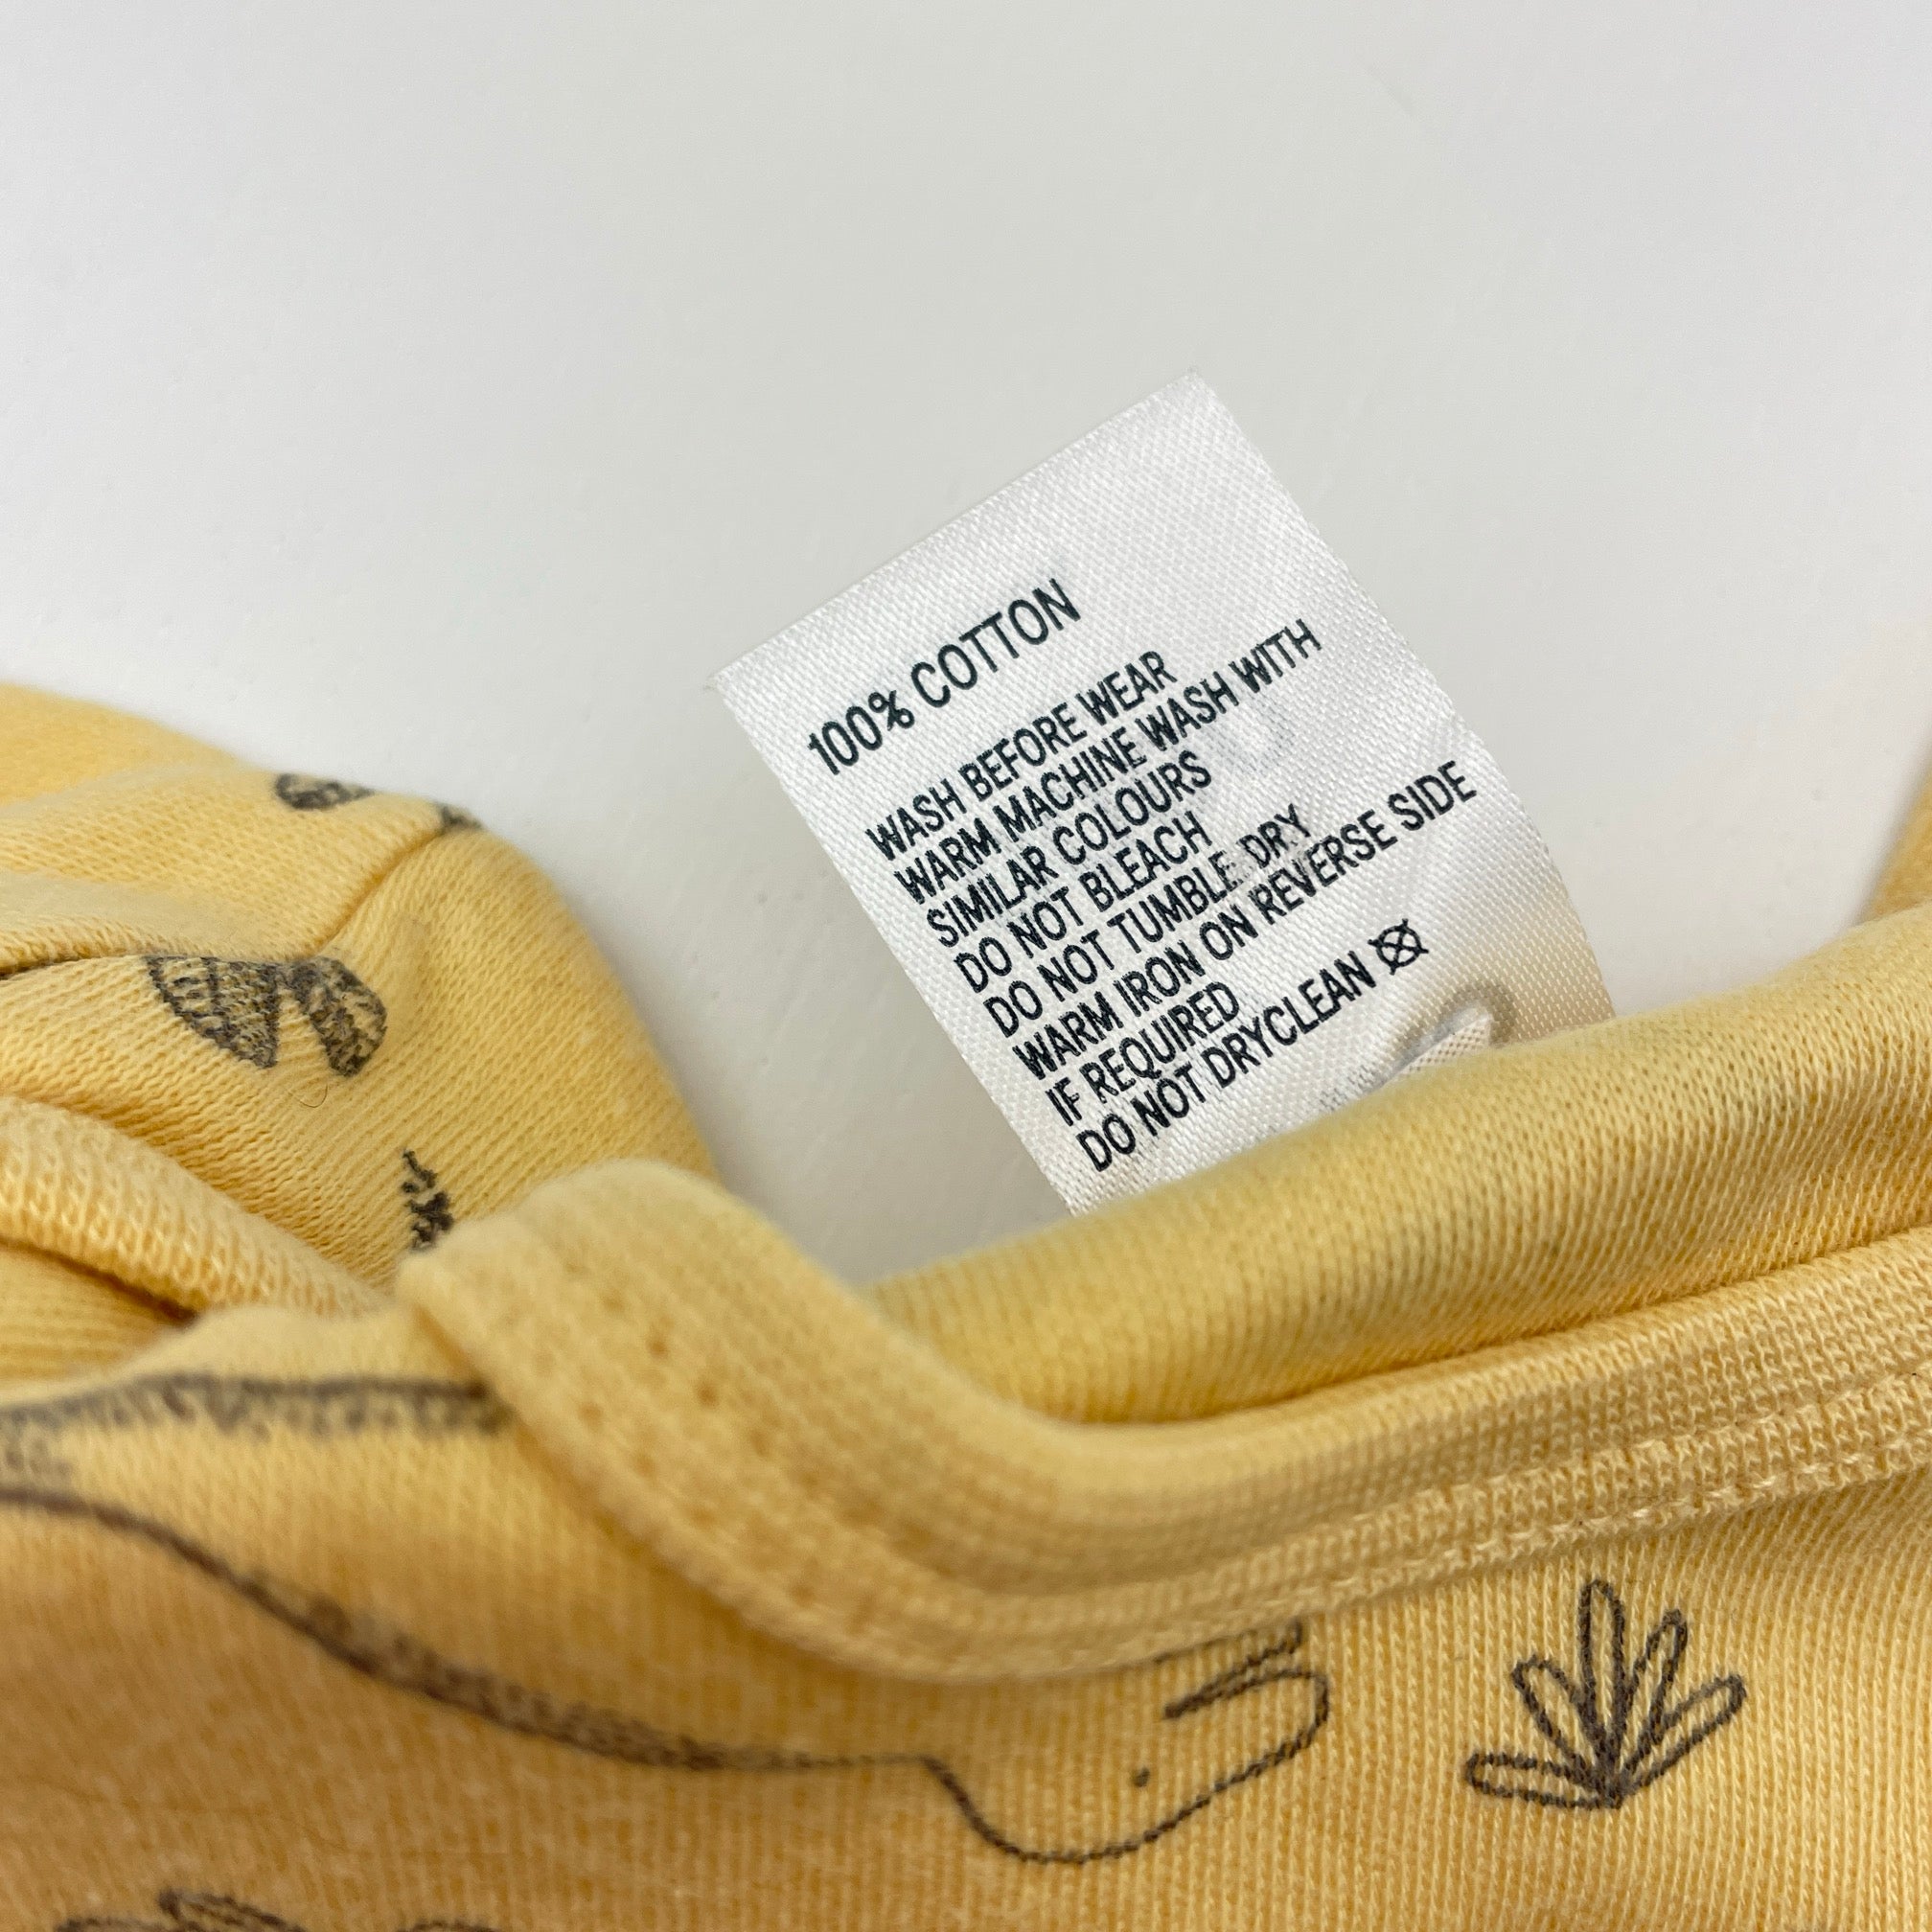 100% COTTON
WASH BEFORE WEAR
WARM MACHINE WASH WITH
SIMILAR COLOURS
DO NOT BLEACH
DO NOT TUMBLE DRY
WARM IRON ON REVERSE SIDE
IF REQUIRED
DO NOT DRYCLEAN